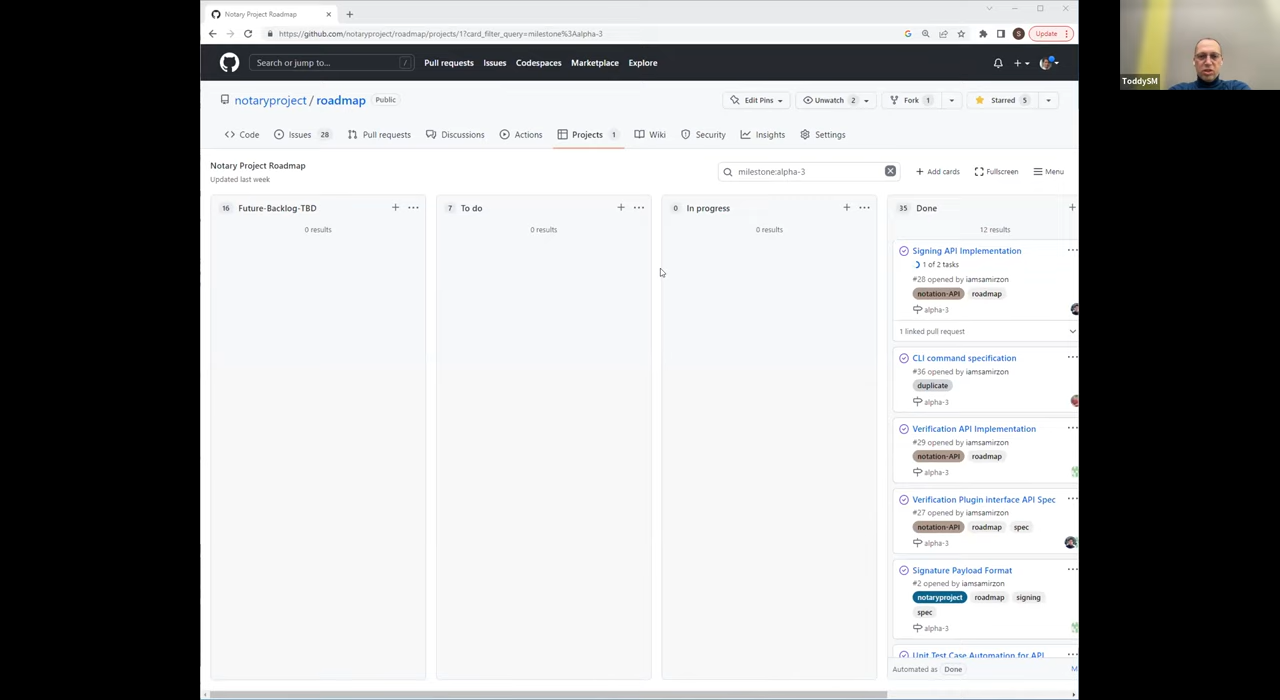 Notary Project Roadmap
https://github.com/notaryproject/roadmap/projects/1?card_filter_query=milestone%3Aalpha-3
G
S
Update
Search or jump to...
/
Pull requests
Issues
Codespaces
Marketplace
Explore
notaryproject / roadmap
Public
Edit Pins
Unwatch 2
Fork 1
Starred 5
Code
Issues 28
Pull requests
Discussions
Actions
Projects 1
Wiki
Security
Insights
Settings
Notary Project Roadmap
Updated last week
milestone:alpha-3
Add cards
Fullscreen
Menu
16 Future-Backlog-TBD
0 results
7 To do
0 results
0 In progress
0 results
35 Done
12 results
Signing API Implementation
1 of 2 tasks
#28 opened by iamsamirzon
notation-API roadmap
alpha-3
1 linked pull request
CLI command specification
#36 opened by iamsamirzon
duplicate
alpha-3
Verification API Implementation
#29 opened by iamsamirzon
notation-API roadmap
alpha-3
Verification Plugin interface API Spec
#27 opened by iamsamirzon
notation-API roadmap spec
alpha-3
Signature Payload Format
#2 opened by iamsamirzon
notaryproject roadmap signing
spec
alpha-3
Unit Test Case Automation for API
Automated as Done
M
ToddySM